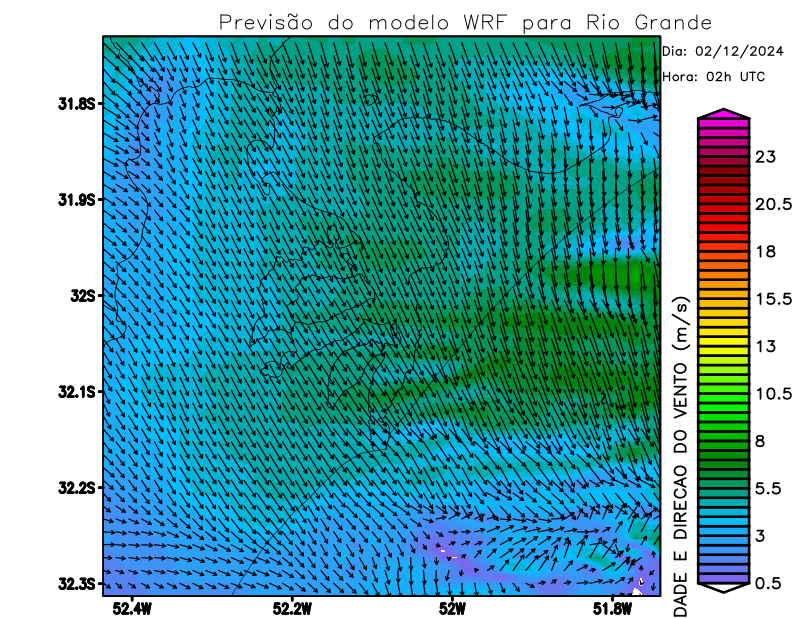 Previsão do modelo WRF para Rio Grande
Dia: 02/12/2024
Hora: 02h UTC
31.8S
31.9S
32S
32.1S
32.2S
32.3S
52.4W
52.2W
52W
51.8W
23
20.5
18
15.5
13
10.5
8
5.5
3
0.5
DADE E DIRECAO DO VENTO (m/s)